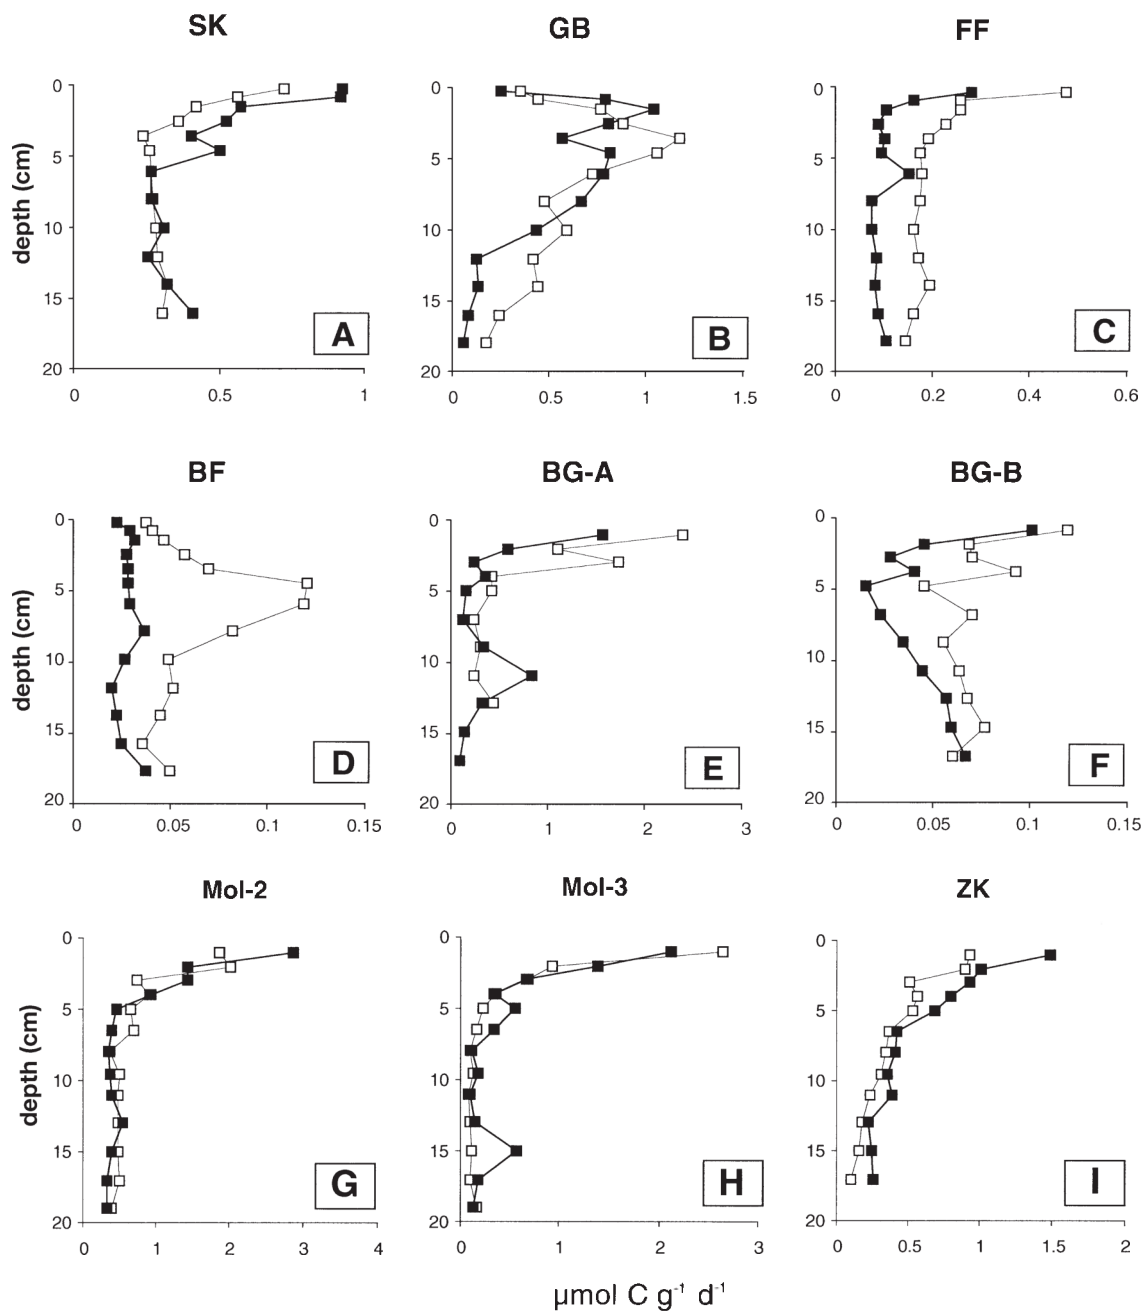 SK GB FF
0 0 0
5 5 5
10 10 10
15 15 15
20 20 20
depth (cm)
A B C
0 0.5 1 0 0.5 1 1.5 0 0.2 0.4 0.6
BF BG-A BG-B
0 0 0
5 5 5
10 10 10
15 15 15
20 20 20
depth (cm)
D E F
0 0.05 0.1 0.15 0 1 2 3 0 0.05 0.1 0.15
Mol-2 Mol-3 ZK
0 0 0
5 5 5
10 10 10
15 15 15
20 20 20
depth (cm)
G H I
0 1 2 3 4 0 1 2 3 0 0.5 1 1.5 2
µmol C g⁻¹ d⁻¹